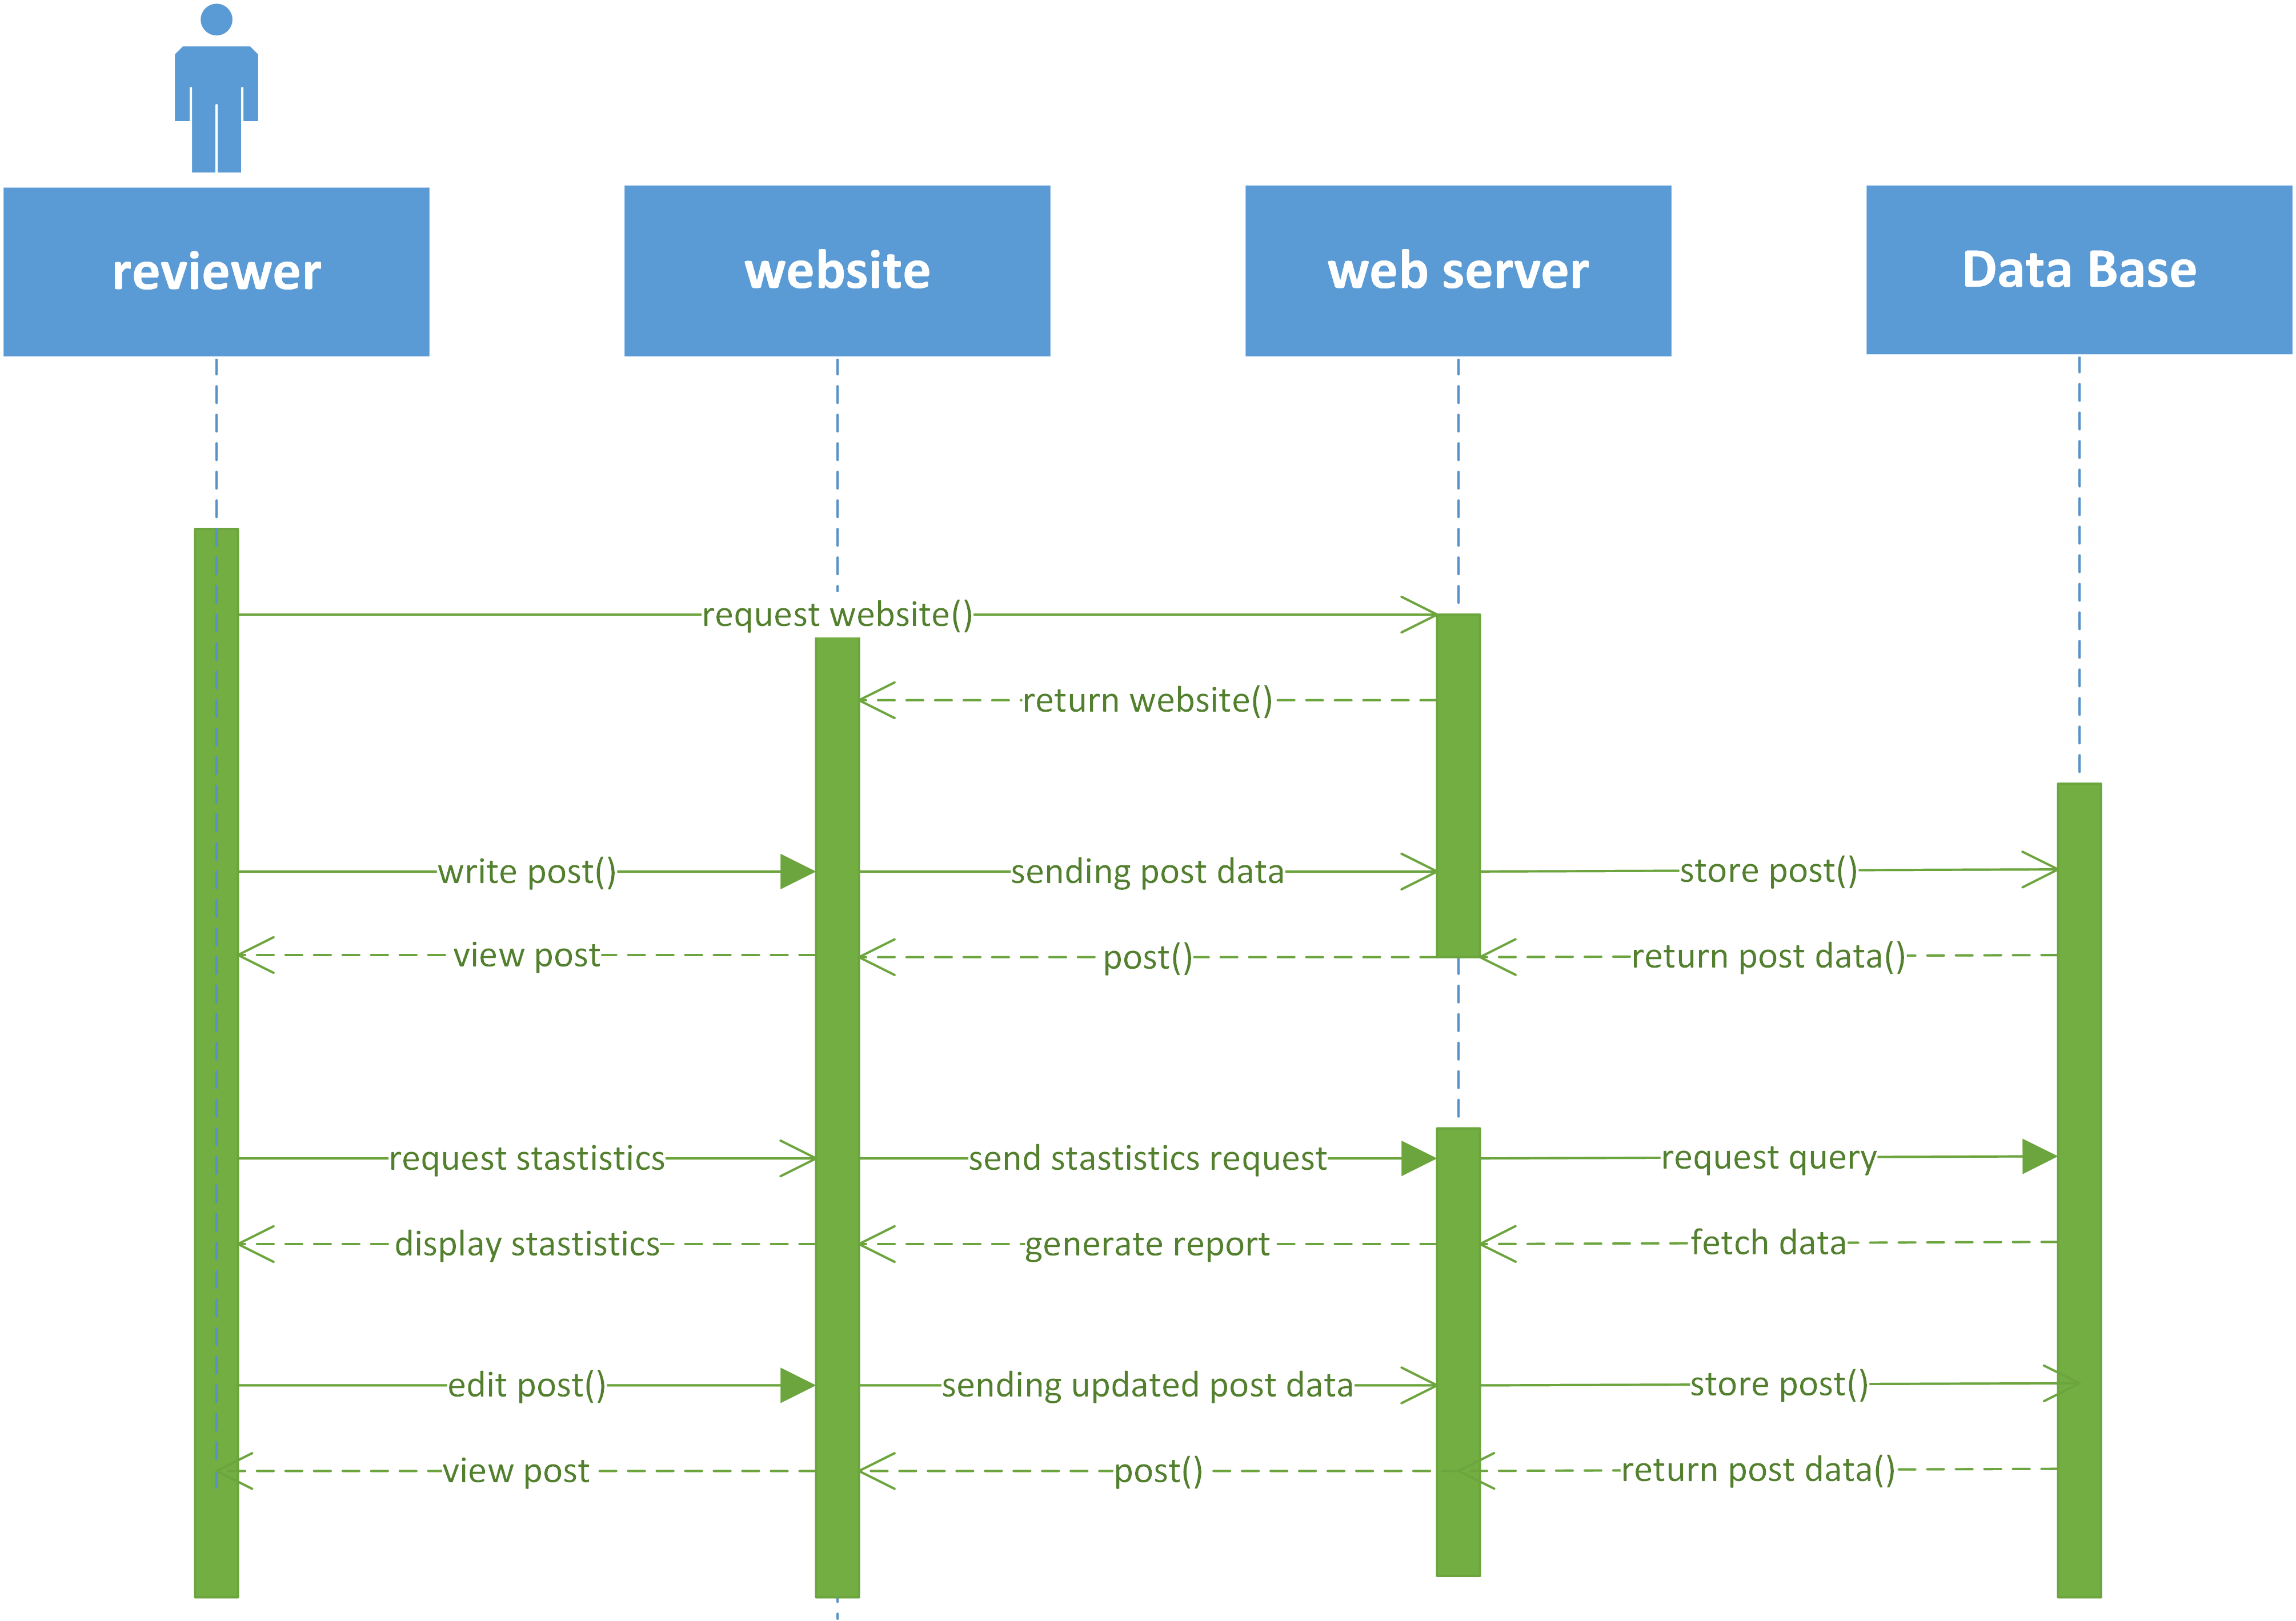 reviewer
website
web server
Data Base
request website()
return website()
write post()
sending post data
store post()
view post
post()
return post data()
request stastistics
send stastistics request
request query
display stastistics
generate report
fetch data
edit post()
sending updated post data
store post()
view post
post()
return post data()